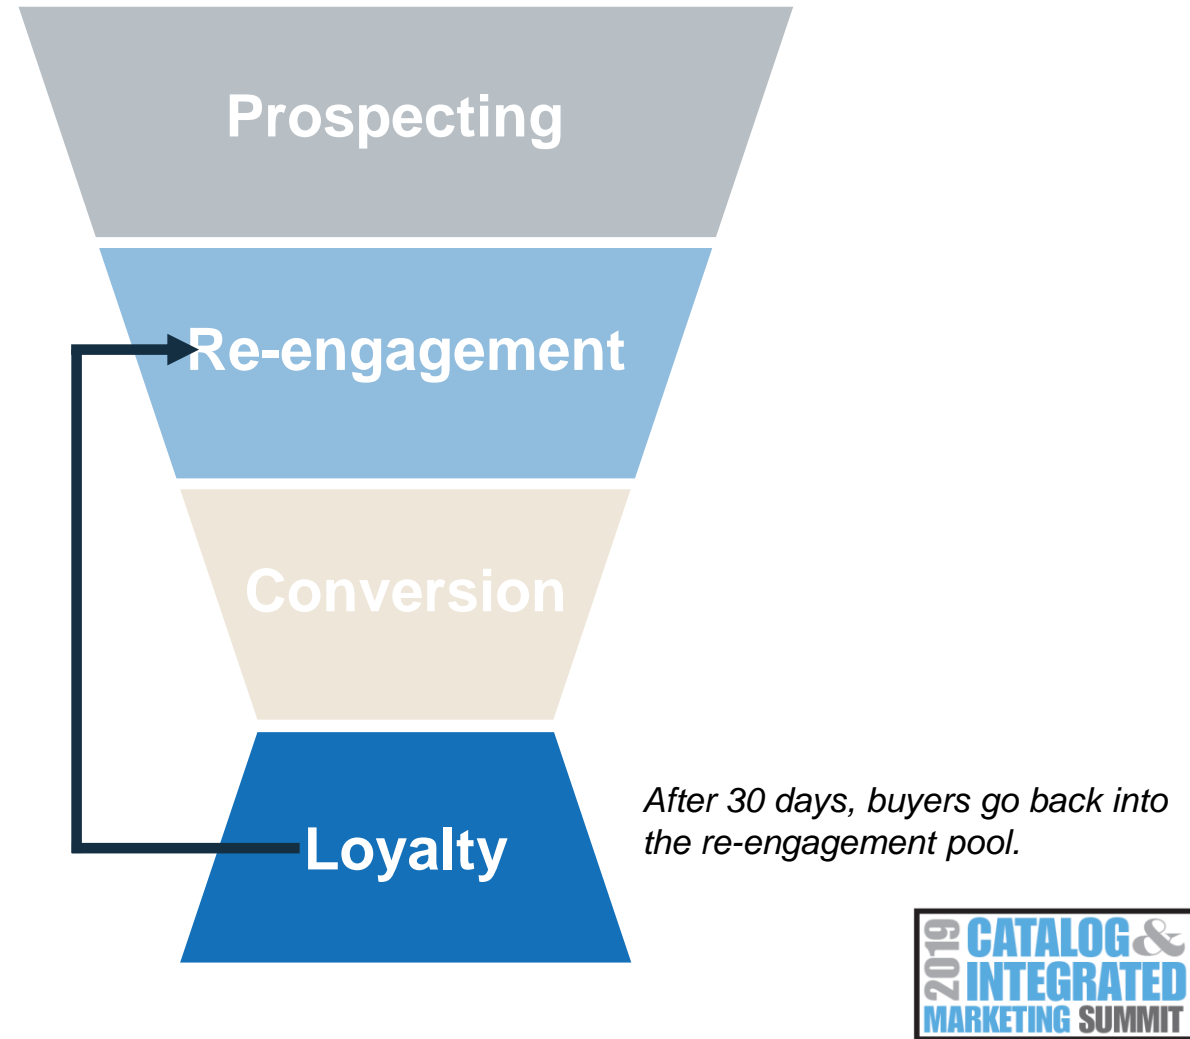 Prospecting
Re-engagement
Conversion
Loyalty
After 30 days, buyers go back into
the re-engagement pool.
2019
CATALOG &
INTEGRATED
MARKETING SUMMIT